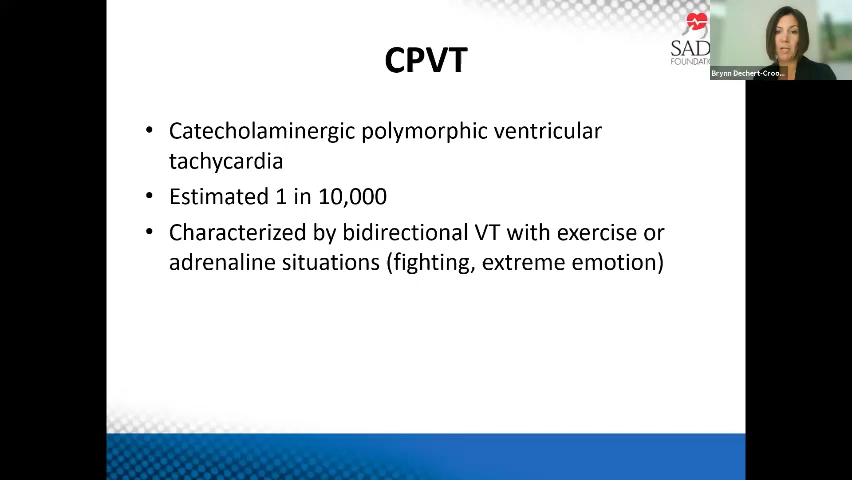 CPVT
SAD
FOUNDATIO
Brynn Dechert-Croo...
• Catecholaminergic polymorphic ventricular
tachycardia
• Estimated 1 in 10,000
• Characterized by bidirectional VT with exercise or
adrenaline situations (fighting, extreme emotion)